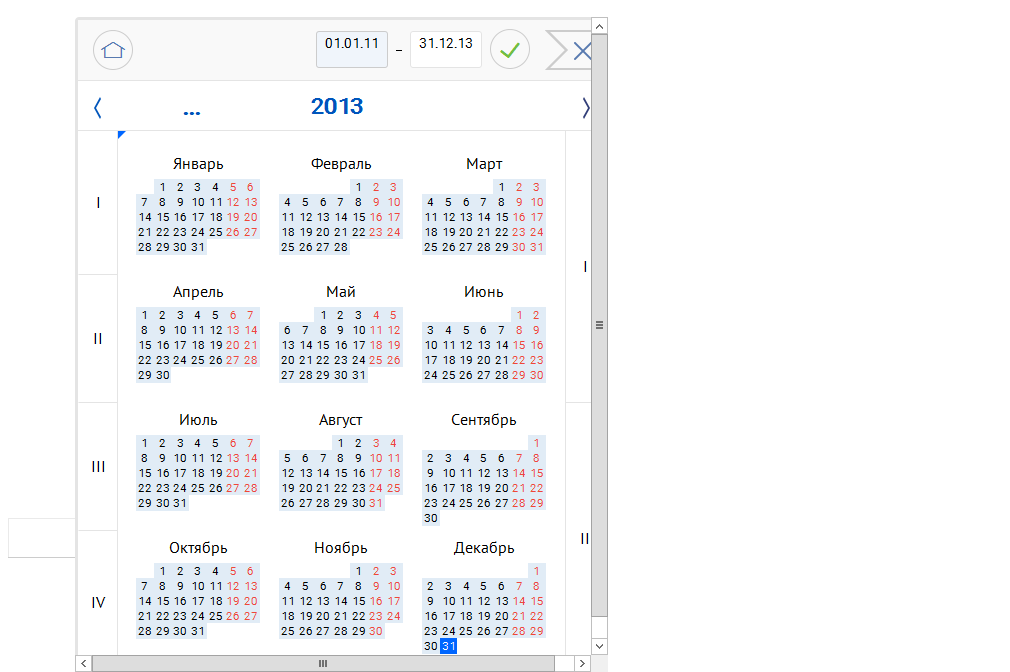 01.01.11 – 31.12.13
... 2013
I
Январь Февраль Март
1 2 3 4 5 6 1 2 3 1 2 3
7 8 9 10 11 12 13 4 5 6 7 8 9 10 4 5 6 7 8 9 10
14 15 16 17 18 19 20 11 12 13 14 15 16 17 11 12 13 14 15 16 17
21 22 23 24 25 26 27 18 19 20 21 22 23 24 18 19 20 21 22 23 24
28 29 30 31 25 26 27 28 25 26 27 28 29 30 31
I
II
Апрель Май Июнь
1 2 3 4 5 6 7 1 2 3 4 5 1 2
8 9 10 11 12 13 14 6 7 8 9 10 11 12 3 4 5 6 7 8 9
15 16 17 18 19 20 21 13 14 15 16 17 18 19 10 11 12 13 14 15 16
22 23 24 25 26 27 28 20 21 22 23 24 25 26 17 18 19 20 21 22 23
29 30 27 28 29 30 31 24 25 26 27 28 29 30
III
Июль Август Сентябрь
1 2 3 4 5 6 7 1 2 3 4 1
8 9 10 11 12 13 14 5 6 7 8 9 10 11 2 3 4 5 6 7 8
15 16 17 18 19 20 21 12 13 14 15 16 17 18 9 10 11 12 13 14 15
22 23 24 25 26 27 28 19 20 21 22 23 24 25 16 17 18 19 20 21 22
29 30 31 26 27 28 29 30 31 23 24 25 26 27 28 29
30
II
IV
Октябрь Ноябрь Декабрь
1 2 3 4 5 6 1 2 3 1
7 8 9 10 11 12 13 4 5 6 7 8 9 10 2 3 4 5 6 7 8
14 15 16 17 18 19 20 11 12 13 14 15 16 17 9 10 11 12 13 14 15
21 22 23 24 25 26 27 18 19 20 21 22 23 24 16 17 18 19 20 21 22
28 29 30 31 25 26 27 28 29 30 23 24 25 26 27 28 29
30 31